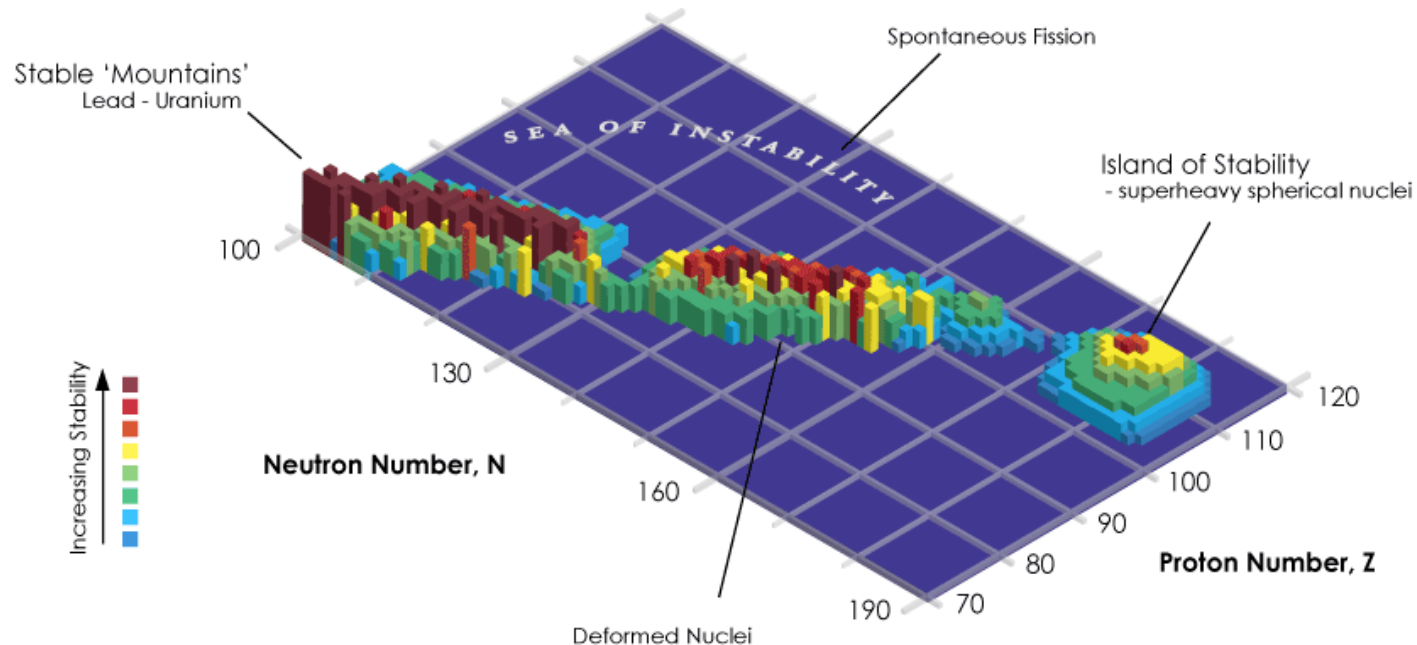 Spontaneous Fission
Stable ‘Mountains’
Lead - Uranium
SEA OF INSTABILITY
Island of Stability
- superheavy spherical nuclei
100
130
160
190
70
80
90
100
110
120
Increasing Stability
Neutron Number, N
Proton Number, Z
Deformed Nuclei